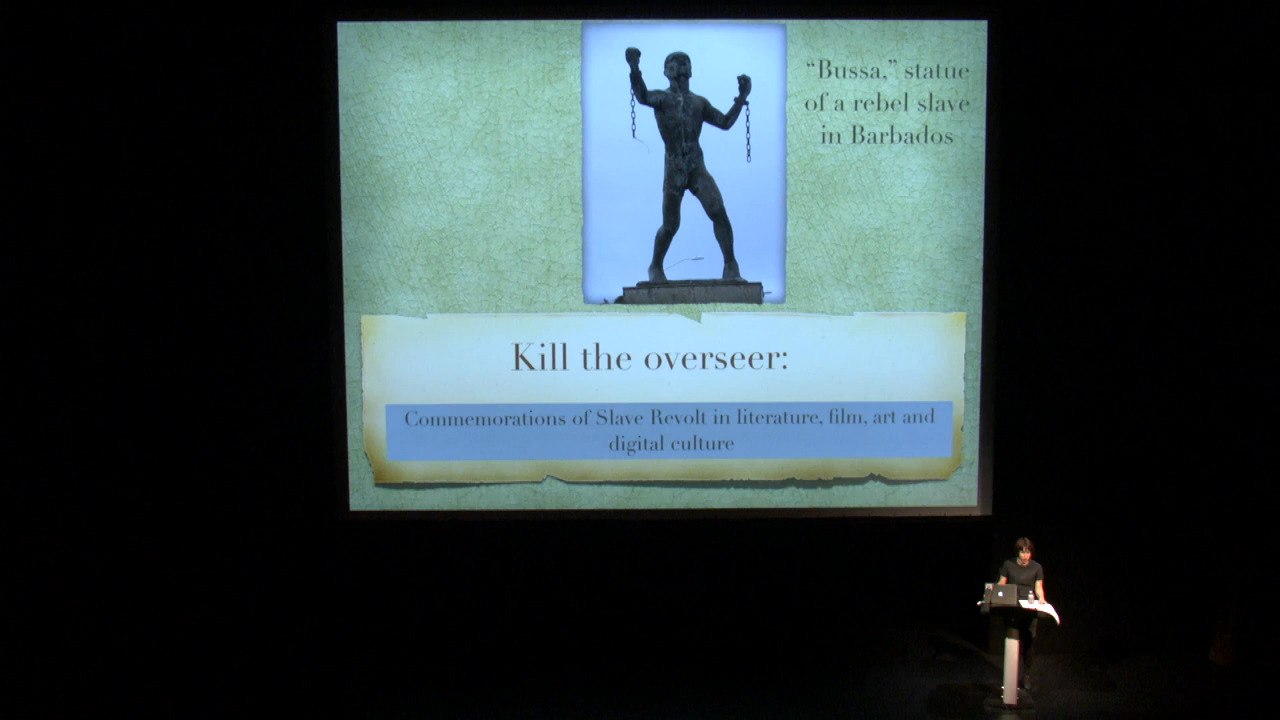 “Bussa,” statue
of a rebel slave
in Barbados
Kill the overseer:
Commemorations of Slave Revolt in literature, film, art and
digital culture